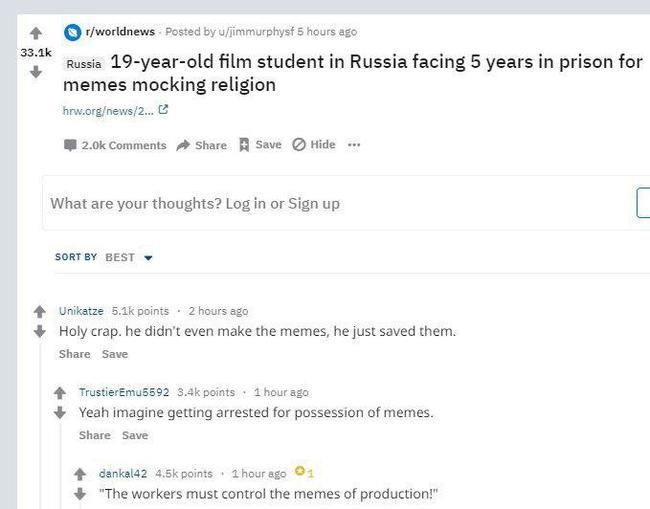 r/worldnews · Posted by u/jimmurphysf 5 hours ago
33.1k
Russia 19-year-old film student in Russia facing 5 years in prison for
memes mocking religion
hrw.org/news/2...
2.0k Comments Share Save Hide ...
What are your thoughts? Log in or Sign up
SORT BY BEST
Unikatze 5.1k points · 2 hours ago
Holy crap. he didn't even make the memes, he just saved them.
Share Save
TrustierEmu5592 3.4k points · 1 hour ago
Yeah imagine getting arrested for possession of memes.
Share Save
dankal42 4.5k points · 1 hour ago 1
"The workers must control the memes of production!"